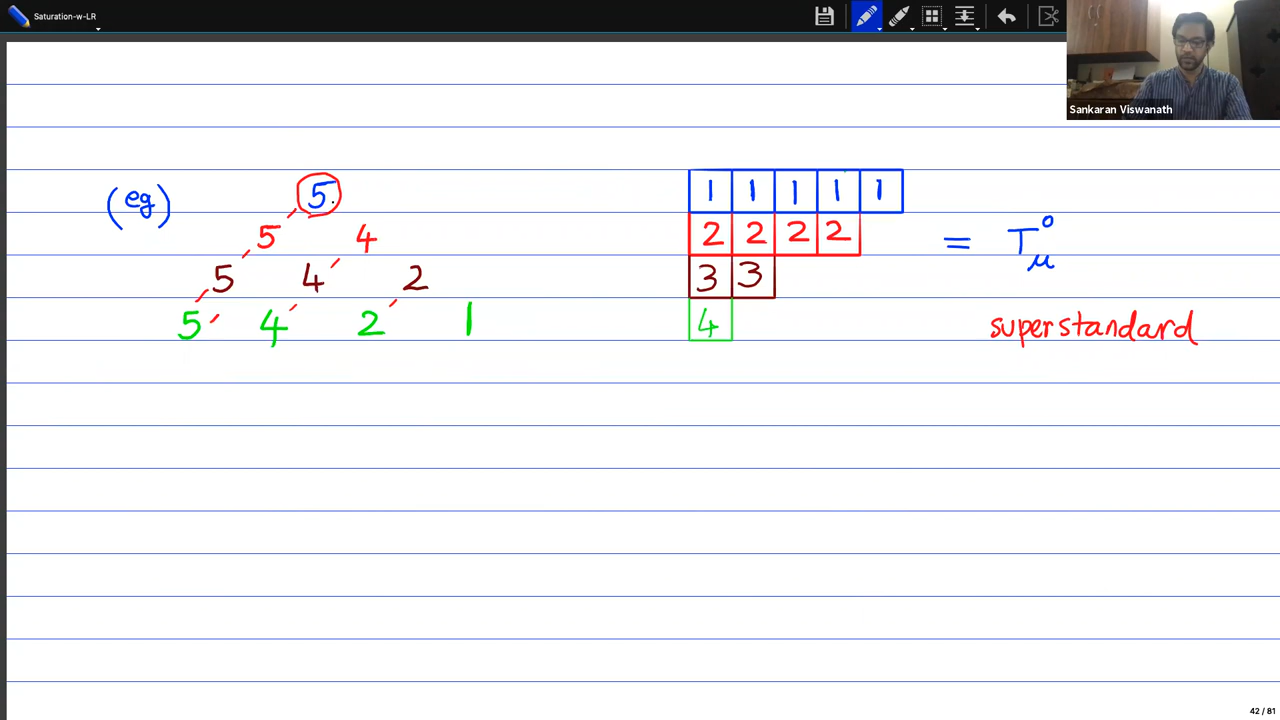 Saturation-w-LR
Sankaran Viswanath
(eg) 5
5 4
5 4 2
5 4 2 1
1 1 1 1 1
2 2 2 2
3 3
4
= T⁰_μ
superstandard
42 / 81